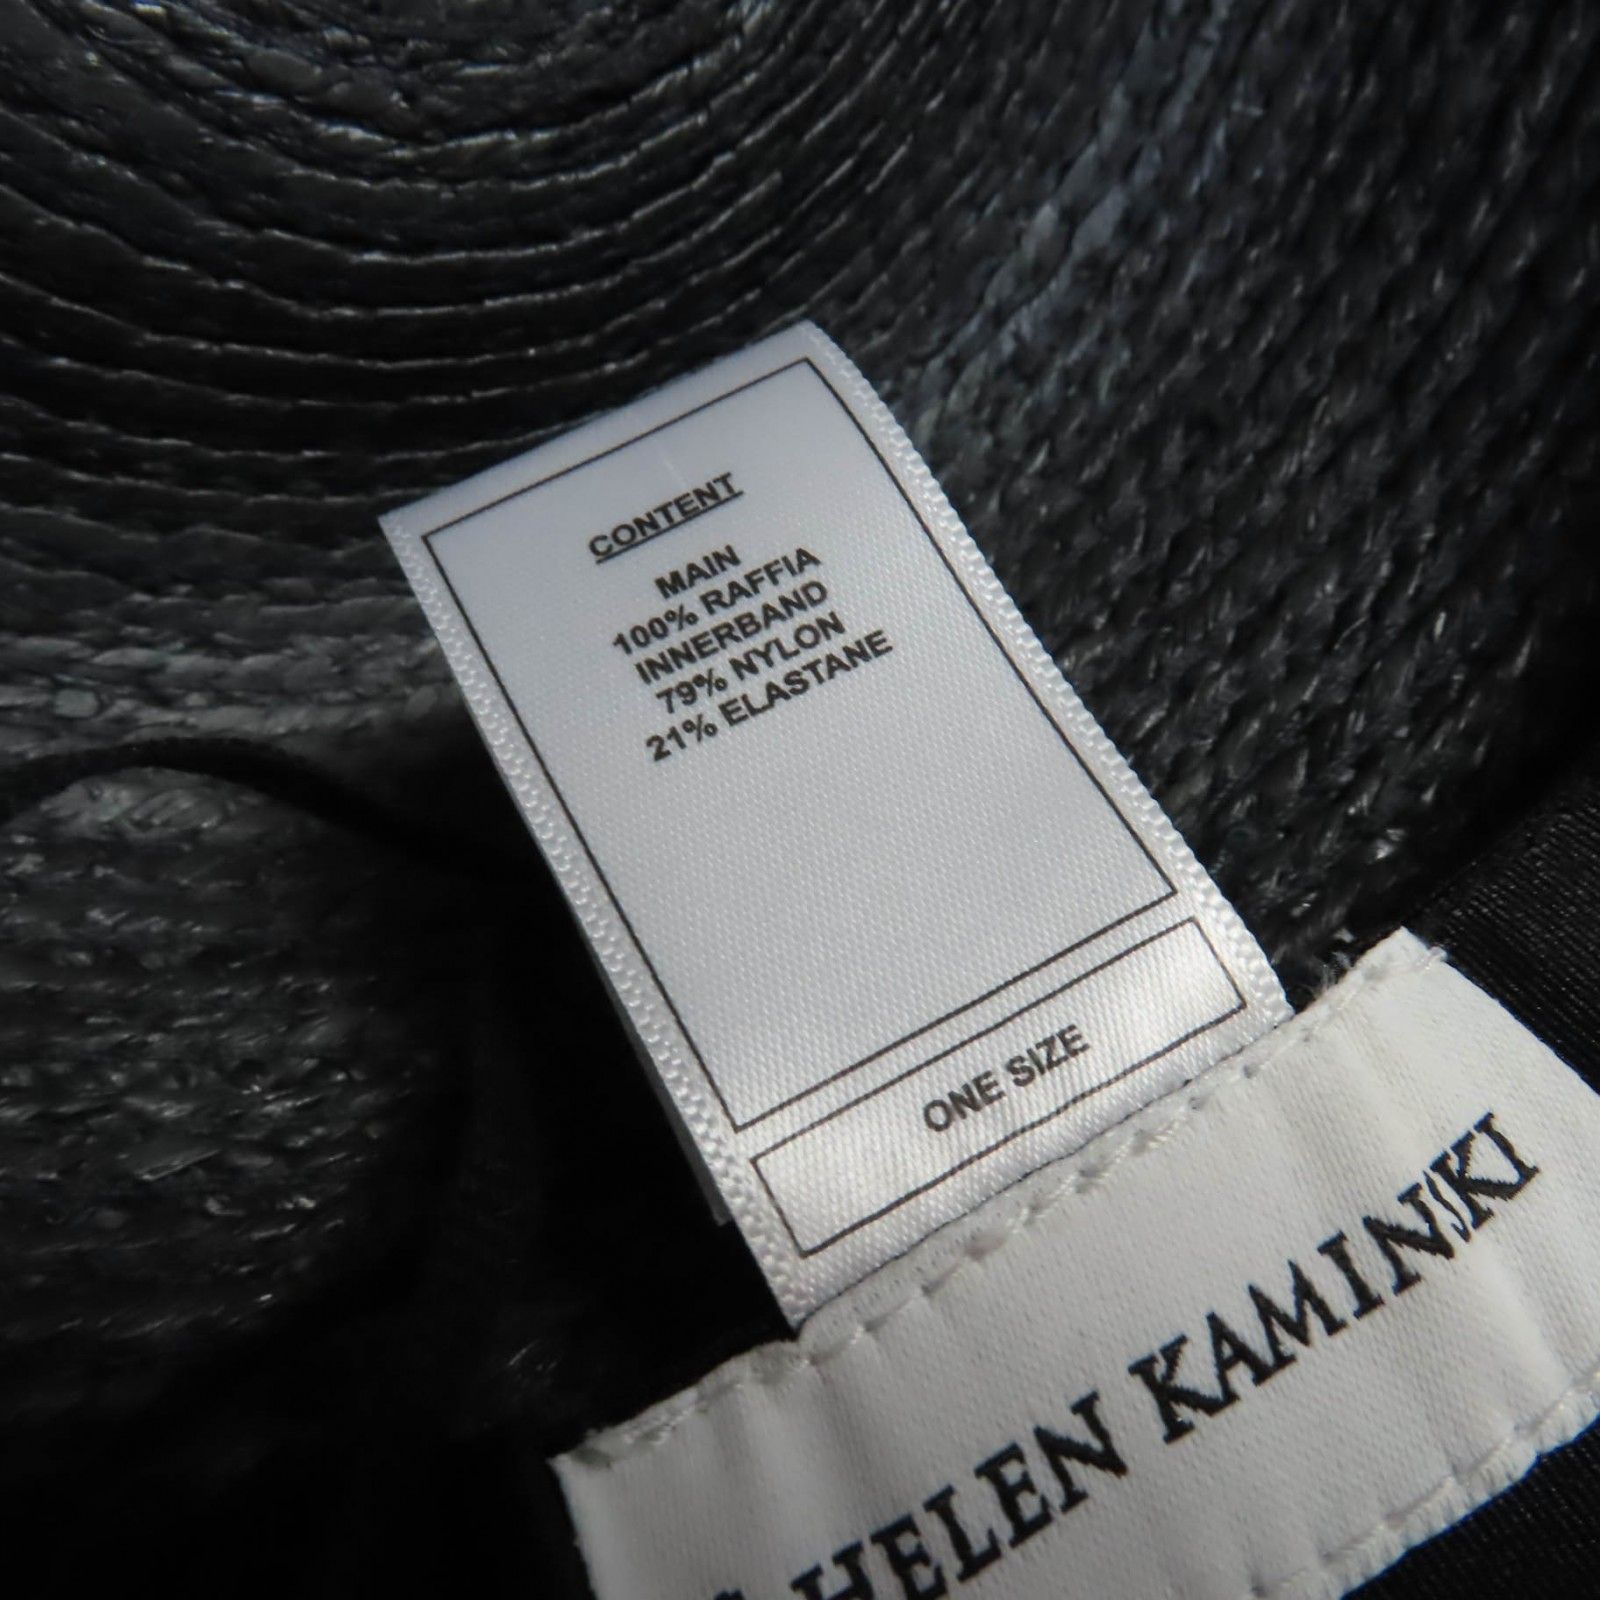 CONTENT
MAIN
100% RAFFIA
INNERBAND
79% NYLON
21% ELASTANE
ONE SIZE
HELEN KAMINSKI